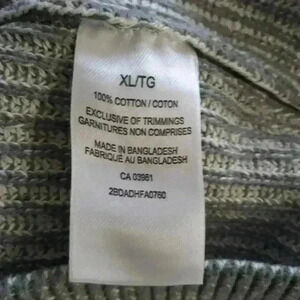 XL/TG
100% COTTON / COTON
EXCLUSIVE OF TRIMMINGS
GARNITURES NON COMPRISES
MADE IN BANGLADESH
FABRIQUÉ AU BANGLADESH
CA 03961
2BDADHFA0760